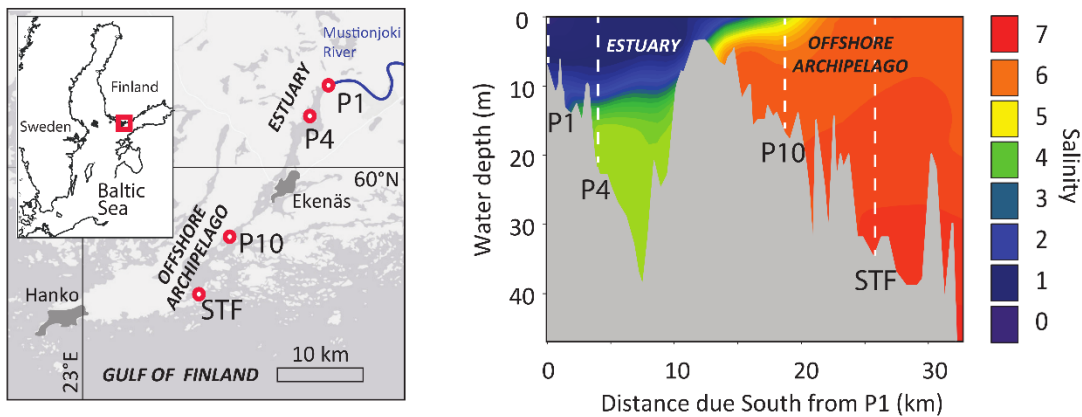 Finland
Sweden
Baltic
Sea
Mustionjoki
River
P1
ESTUARY
P4
60°N
Ekenäs
P10
OFFSHORE
ARCHIPELAGO
STF
Hanko
10 km
23°E
GULF OF FINLAND
0
10
20
30
40
Water depth (m)
ESTUARY
OFFSHORE
ARCHIPELAGO
P1
P4
P10
STF
0
10
20
30
Distance due South from P1 (km)
7
6
5
4
3
2
1
0
Salinity